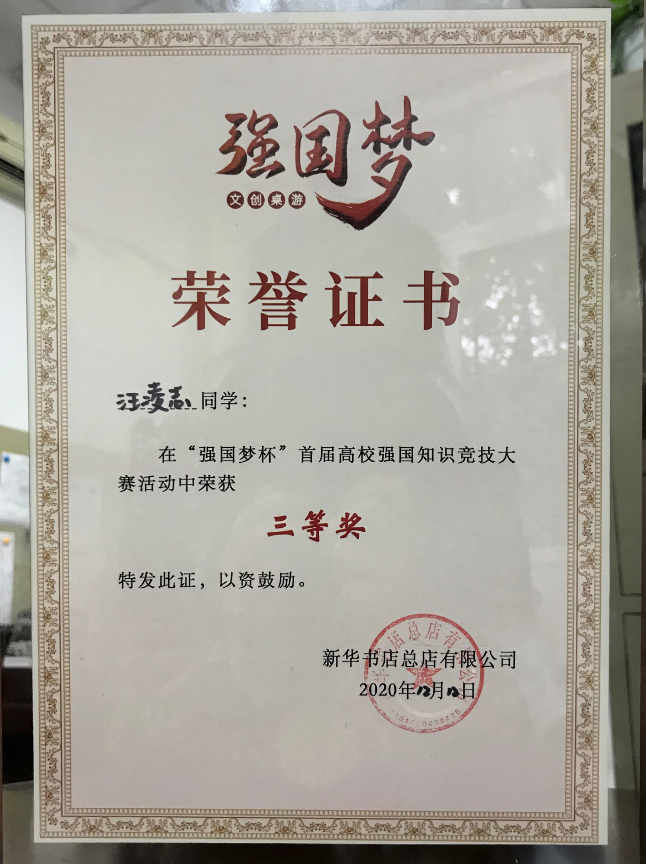 强国梦
文创桌游
荣誉证书
汪凌志同学：
在“强国梦杯”首届高校强国知识竞技大
赛活动中荣获
三等奖
特发此证，以资鼓励。
新华书店总店有限公司
2020年12月12日